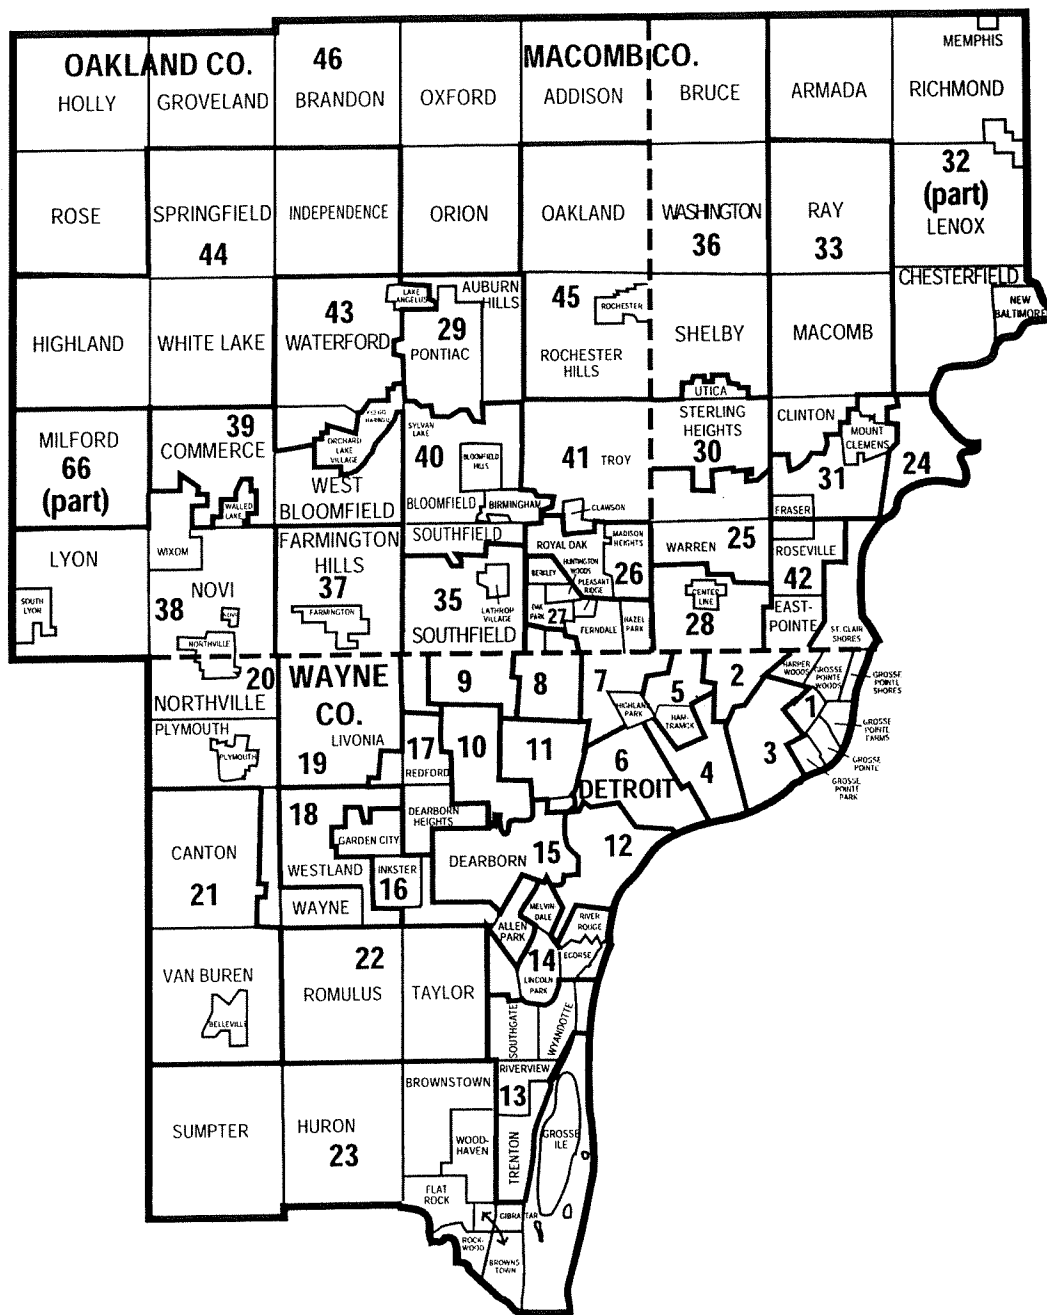 MEMPHIS
OAKLAND CO.
46
MACOMB CO.
HOLLY
GROVELAND
BRANDON
OXFORD
ADDISON
BRUCE
ARMADA
RICHMOND
32
(part)
LENOX
ROSE
SPRINGFIELD
44
INDEPENDENCE
ORION
OAKLAND
WASHINGTON
36
RAY
33
CHESTERFIELD
NEW
BALTIMORE
HIGHLAND
WHITE LAKE
43
WATERFORD
LAKE
ANGELUS
AUBURN
HILLS
29
PONTIAC
45
ROCHESTER
ROCHESTER
HILLS
SHELBY
MACOMB
UTICA
MILFORD
66
(part)
39
COMMERCE
WALLED
LAKE
ORCHARD
LAKE
VILLAGE
WEST
BLOOMFIELD
SYLVAN
LAKE
40
BLOOMFIELD
HILLS
BLOOMFIELD
BIRMINGHAM
41
TROY
CLAWSON
STERLING
HEIGHTS
30
CLINTON
MOUNT
CLEMENS
31
24
FRASER
LYON
SOUTH
LYON
WIXOM
NOVI
38
NORTHVILLE
FARMINGTON
HILLS
37
FARMINGTON
SOUTHFIELD
35
LATHRUP
VILLAGE
SOUTHFIELD
ROYAL OAK
MADISON
HEIGHTS
BERKLEY
HUNTINGTON
WOODS
PLEASANT
RIDGE
26
OAK
PARK
27
FERNDALE
HAZEL
PARK
WARREN
25
CENTER
LINE
28
ROSEVILLE
42
EAST-
POINTE
ST. CLAIR
SHORES
20
NORTHVILLE
PLYMOUTH
PLYMOUTH
WAYNE
CO.
LIVONIA
19
9
8
7
HIGHLAND
PARK
5
HAM-
TRAMCK
2
HARPER
WOODS
GROSSE
POINTE
WOODS
GROSSE
POINTE
SHORES
1
GROSSE
POINTE
FARMS
GROSSE
POINTE
GROSSE
POINTE
PARK
17
REDFORD
10
11
6
DETROIT
4
3
CANTON
21
18
GARDEN CITY
WESTLAND
WAYNE
INKSTER
16
DEARBORN
HEIGHTS
DEARBORN
15
12
ALLEN
PARK
MELVIN-
DALE
RIVER
ROUGE
ECORSE
14
LINCOLN
PARK
VAN BUREN
BELLEVILLE
22
ROMULUS
TAYLOR
SOUTHGATE
WYANDOTTE
RIVERVIEW
13
SUMPTER
HURON
23
BROWNSTOWN
WOOD-
HAVEN
TRENTON
GROSSE
ILE
FLAT
ROCK
GIBRALTAR
ROCK-
WOOD
BROWNS
TOWN